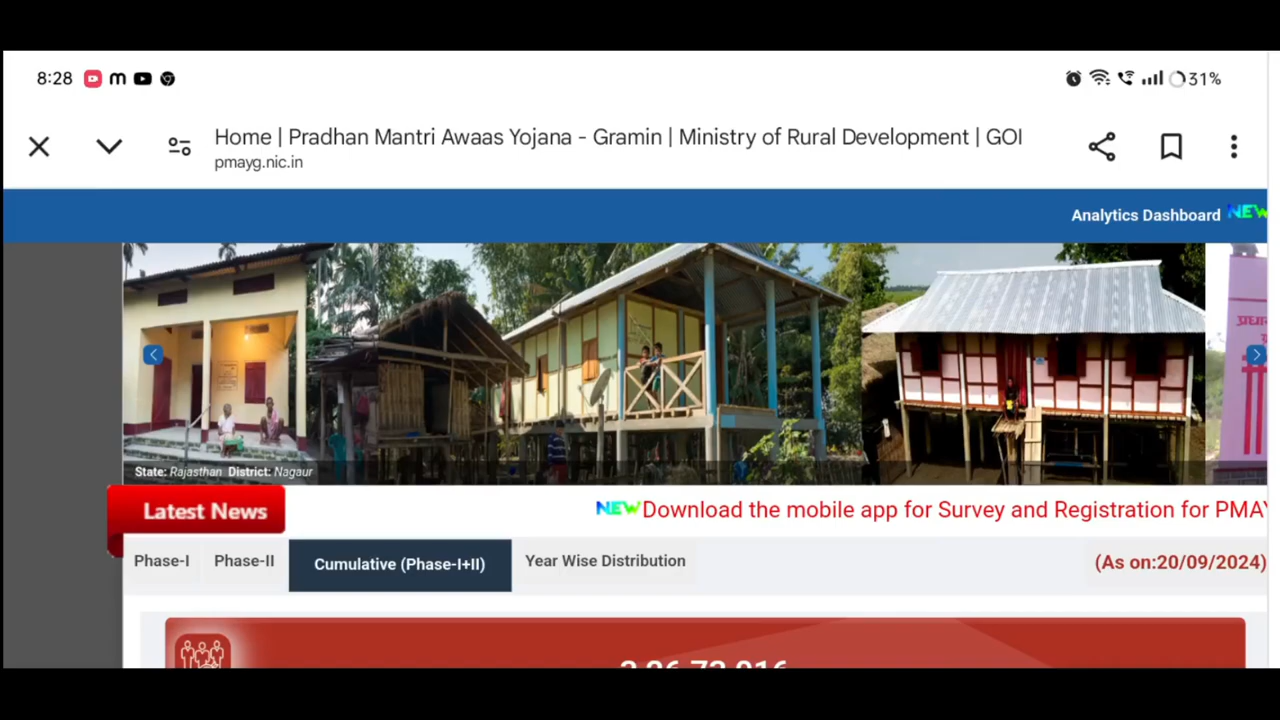 8:28
31%
Home | Pradhan Mantri Awaas Yojana - Gramin | Ministry of Rural Development | GOI
pmayg.nic.in
Analytics Dashboard NEW
State: Rajasthan District: Nagaur
Latest News
NEW Download the mobile app for Survey and Registration for PMAY
Phase-I Phase-II Cumulative (Phase-I+II) Year Wise Distribution (As on:20/09/2024)